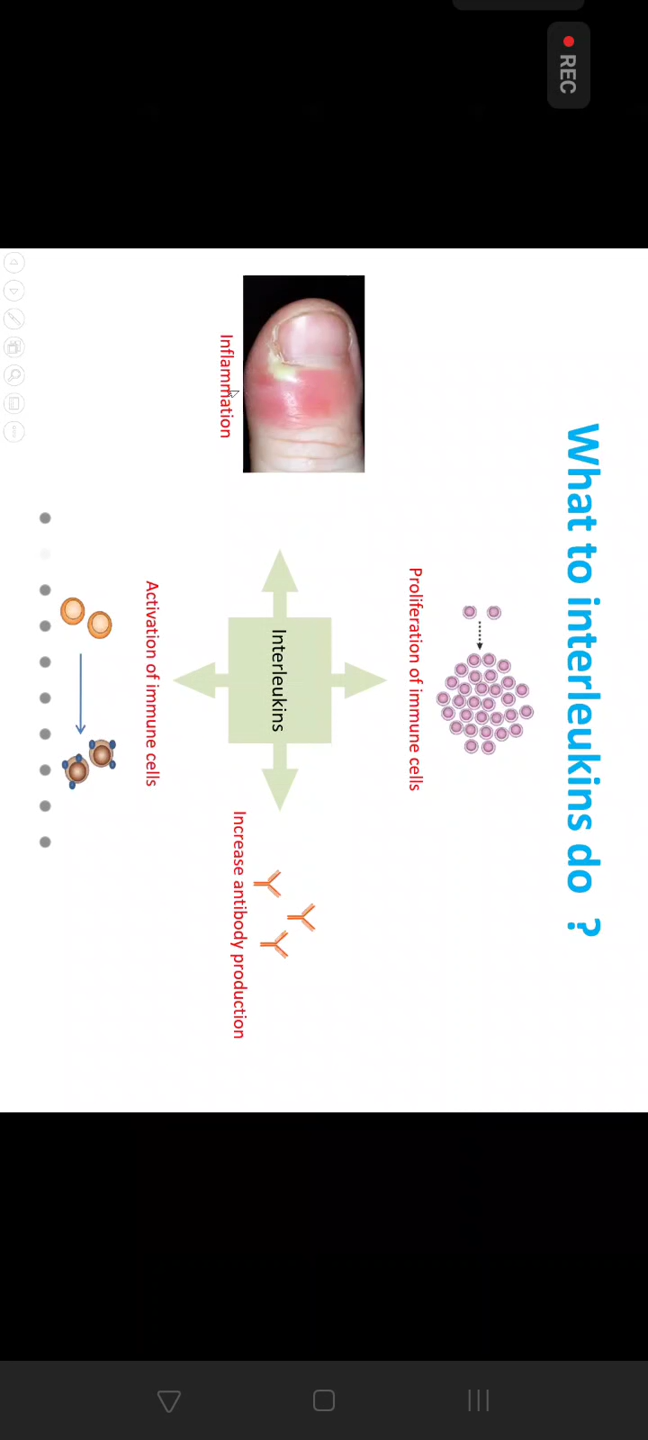 REC
What to interleukins do ?
Proliferation of immune cells
Inflammation
Interleukins
Increase antibody production
Activation of immune cells